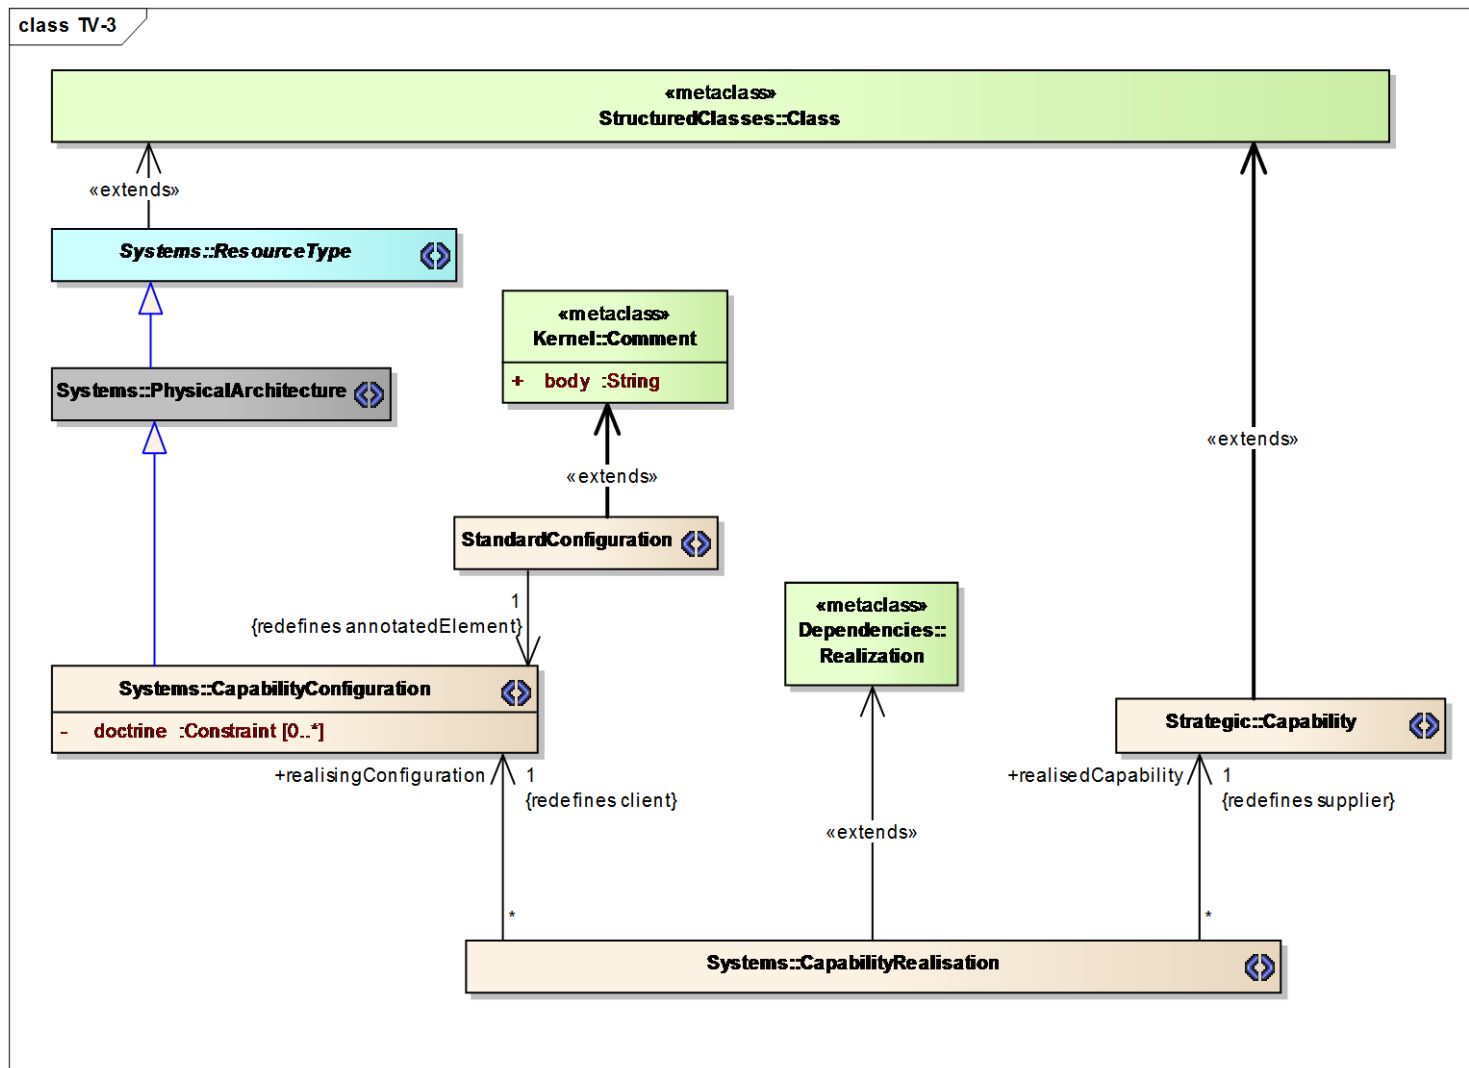 class TV-3
«metaclass»
StructuredClasses::Class
«extends»
Systems::ResourceType
«metaclass»
Kernel::Comment
+ body :String
Systems::PhysicalArchitecture
«extends»
«extends»
StandardConfiguration
1
{redefines annotatedElement}
«metaclass»
Dependencies::
Realization
Systems::CapabilityConfiguration
- doctrine :Constraint [0..*]
Strategic::Capability
+realisingConfiguration 1
{redefines client}
+realisedCapability 1
{redefines supplier}
«extends»
*
*
Systems::CapabilityRealisation